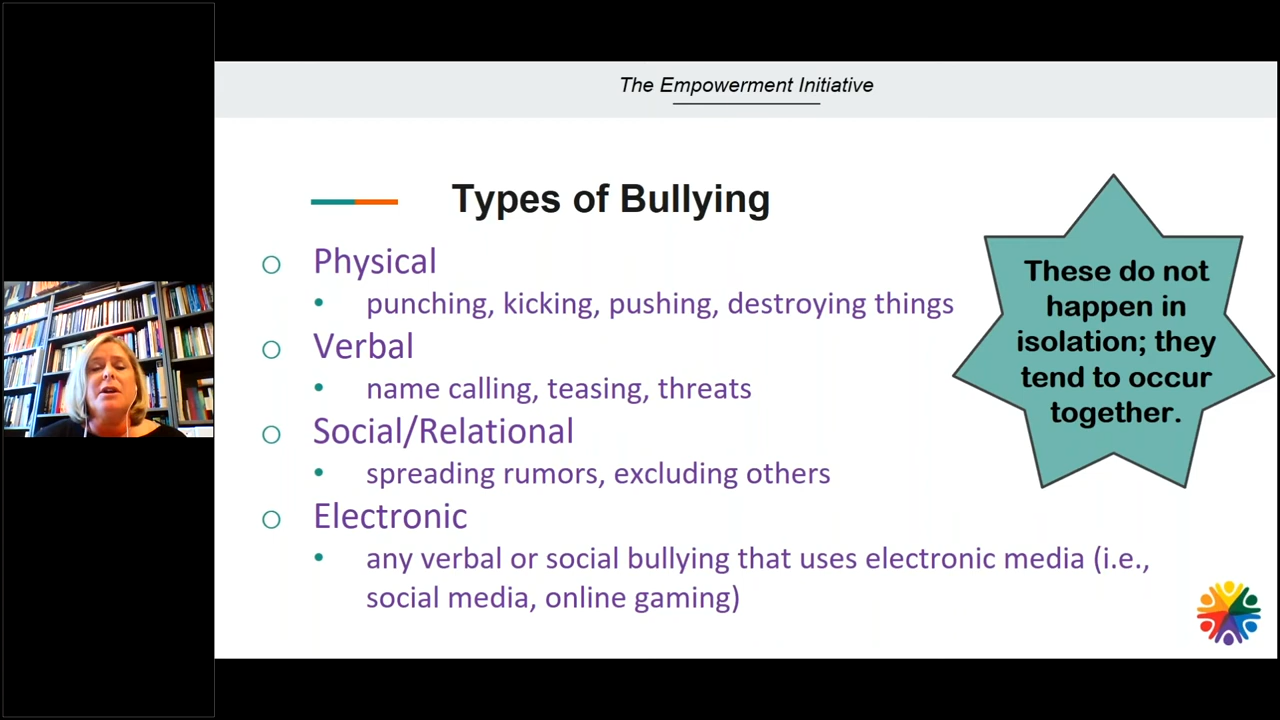 The Empowerment Initiative
Types of Bullying
Physical
punching, kicking, pushing, destroying things
Verbal
name calling, teasing, threats
Social/Relational
spreading rumors, excluding others
Electronic
any verbal or social bullying that uses electronic media (i.e.,
social media, online gaming)
These do not
happen in
isolation; they
tend to occur
together.